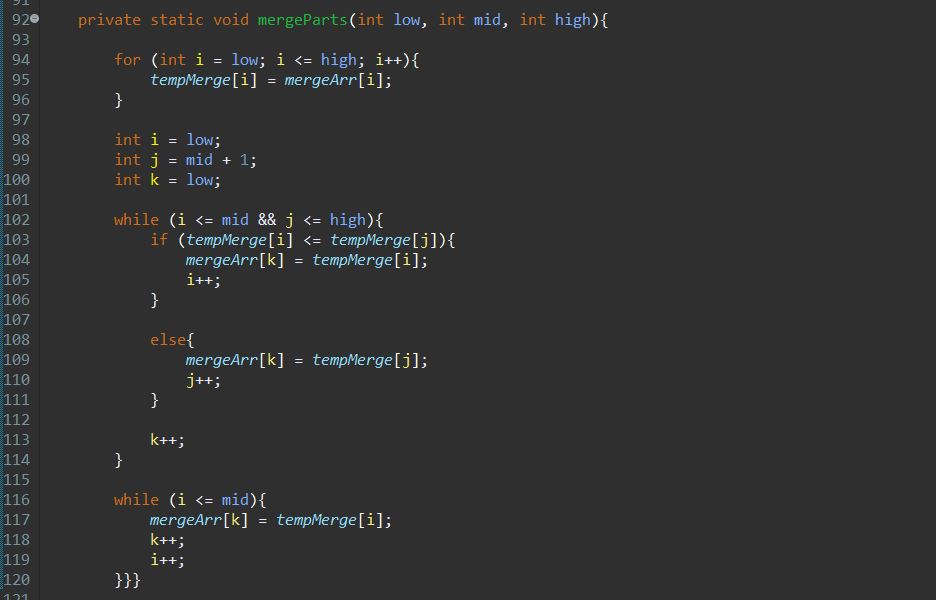 91
92 private static void mergeParts(int low, int mid, int high){
93
94 for (int i = low; i <= high; i++){
95 tempMerge[i] = mergeArr[i];
96 }
97
98 int i = low;
99 int j = mid + 1;
100 int k = low;
101
102 while (i <= mid && j <= high){
103 if (tempMerge[i] <= tempMerge[j]){
104 mergeArr[k] = tempMerge[i];
105 i++;
106 }
107
108 else{
109 mergeArr[k] = tempMerge[j];
110 j++;
111 }
112
113 k++;
114 }
115
116 while (i <= mid){
117 mergeArr[k] = tempMerge[i];
118 k++;
119 i++;
120 }}}
121